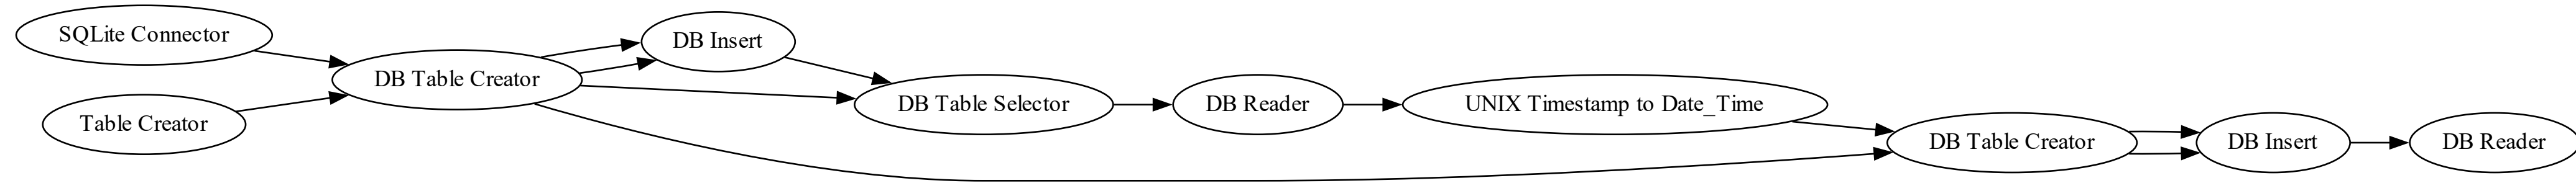 SQLite Connector
Table Creator
DB Table Creator
DB Insert
DB Table Selector
DB Reader
UNIX Timestamp to Date_Time
DB Table Creator
DB Insert
DB Reader